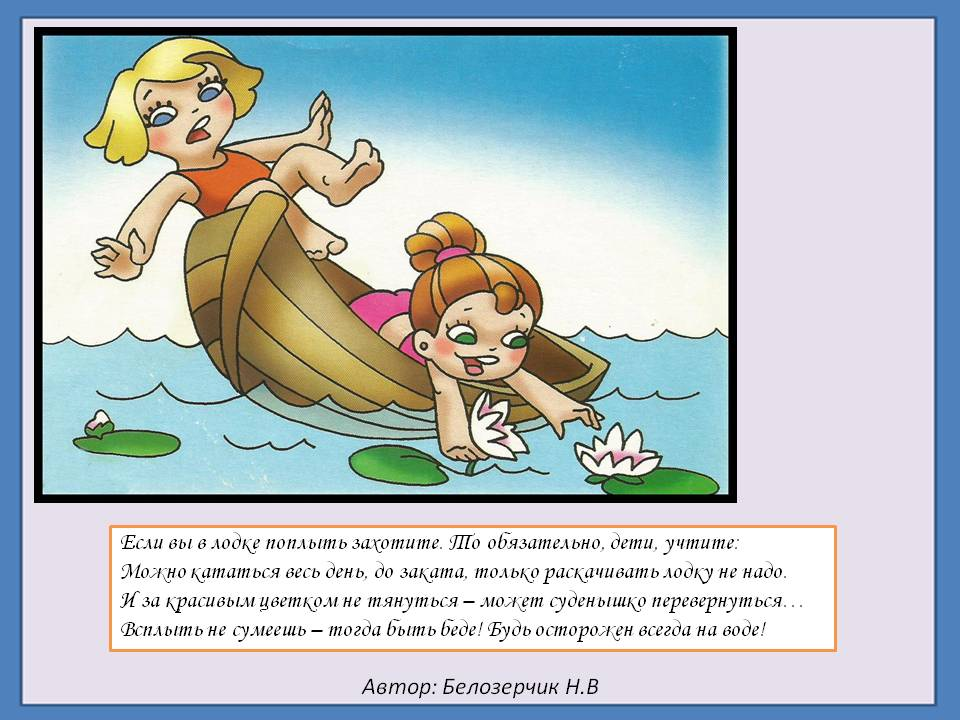 Если вы в лодке поплыть захотите. То обязательно, дети, учтите:
Можно кататься весь день, до заката, только раскачивать лодку не надо.
И за красивым цветком не тянуться – может суденышко перевернуться…
Всплыть не сумеешь – тогда быть беде! Будь осторожен всегда на воде!
Автор: Белозерчик Н.В